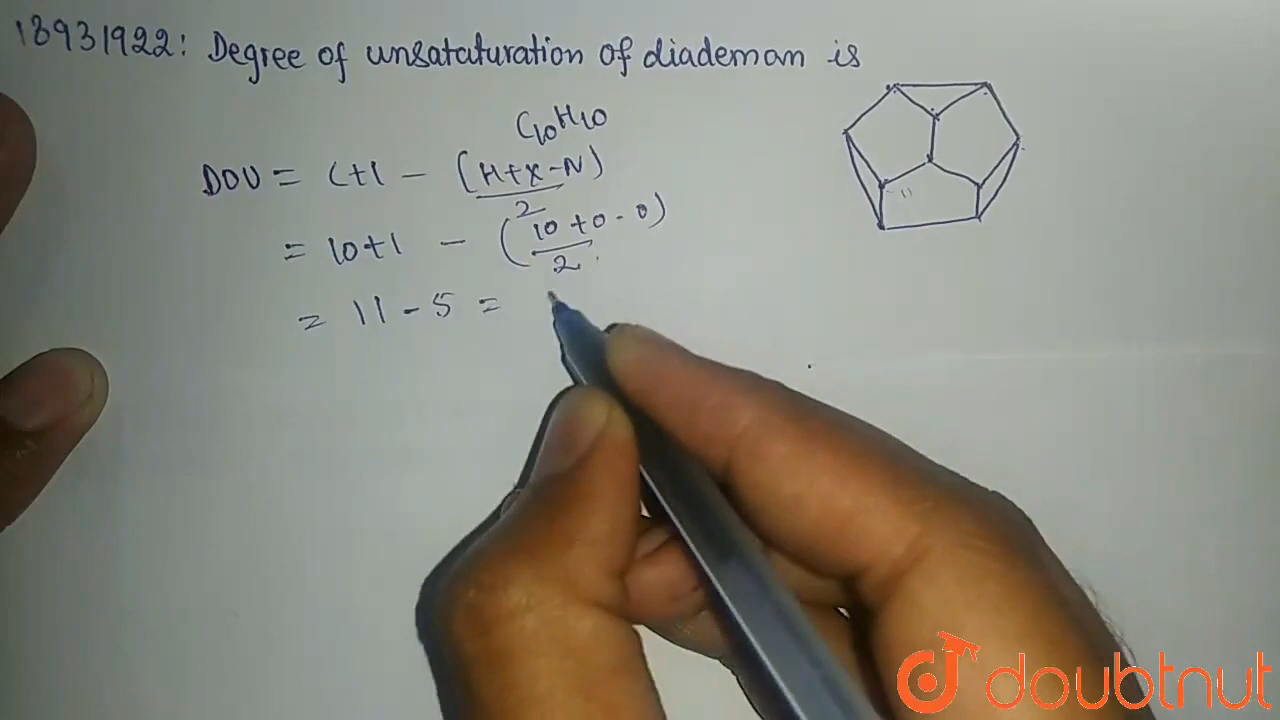 18931922: Degree of unsataturation of diademan is
C10H10
DOU = C+1 - (H+X-N)
2
= 10+1 - (10+0-0)
2
= 11-5 =
doubtnut